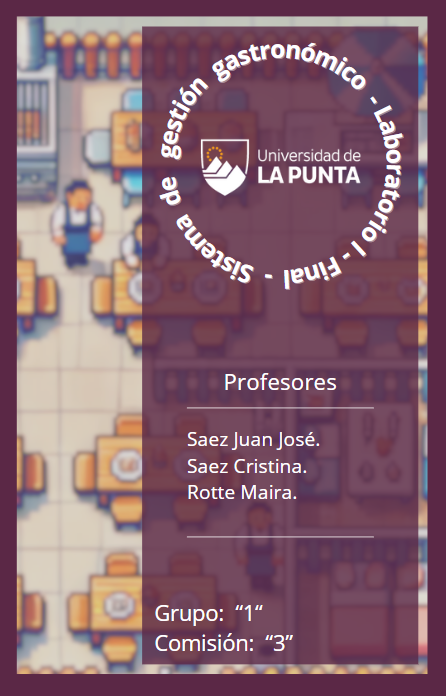 Sistema de gestión gastronómico - Laboratorio I - Final -
Universidad de
LA PUNTA
Profesores
Saez Juan José.
Saez Cristina.
Rotte Maira.
Grupo: “1“
Comisión: “3”